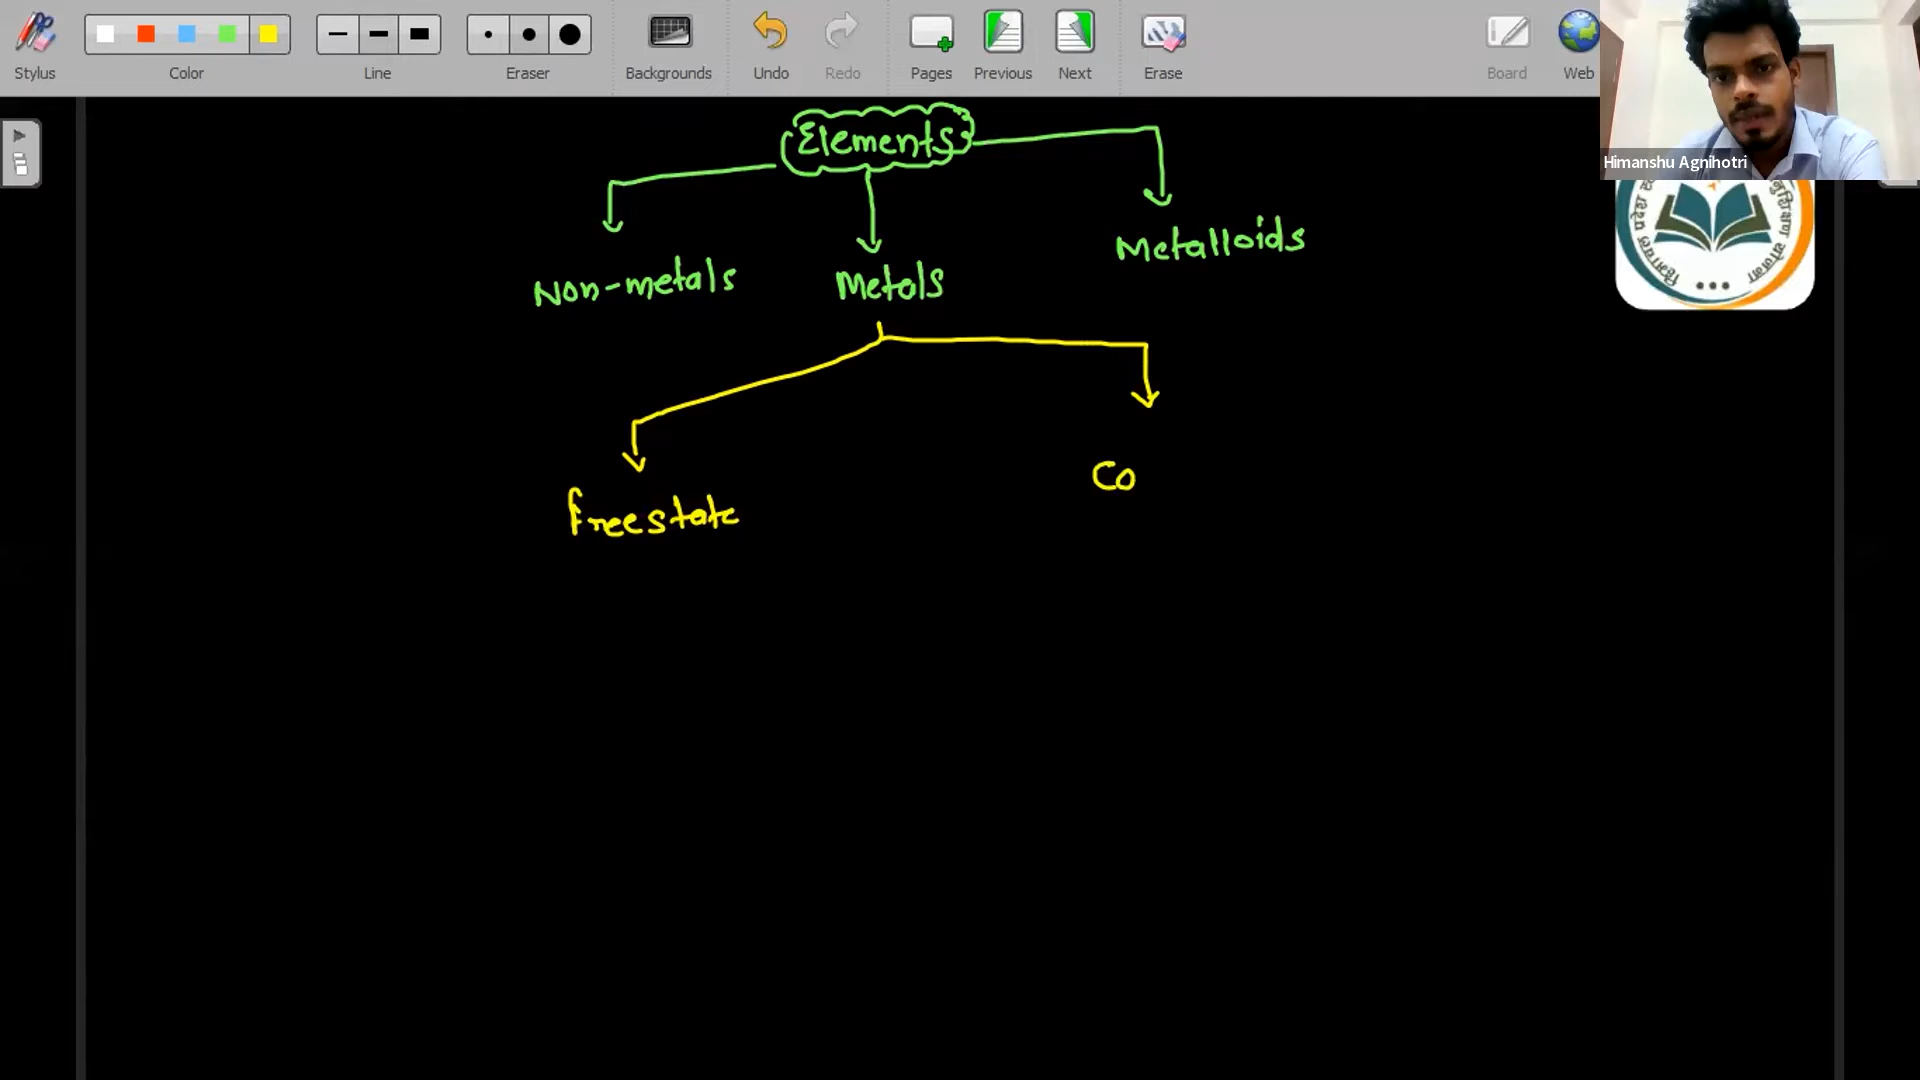 Stylus
Color
Line
Eraser
Backgrounds
Undo
Redo
Pages
Previous
Next
Erase
Board
Web
Himanshu Agnihotri
Elements
Non-metals
Metals
Metalloids
freestate
Co